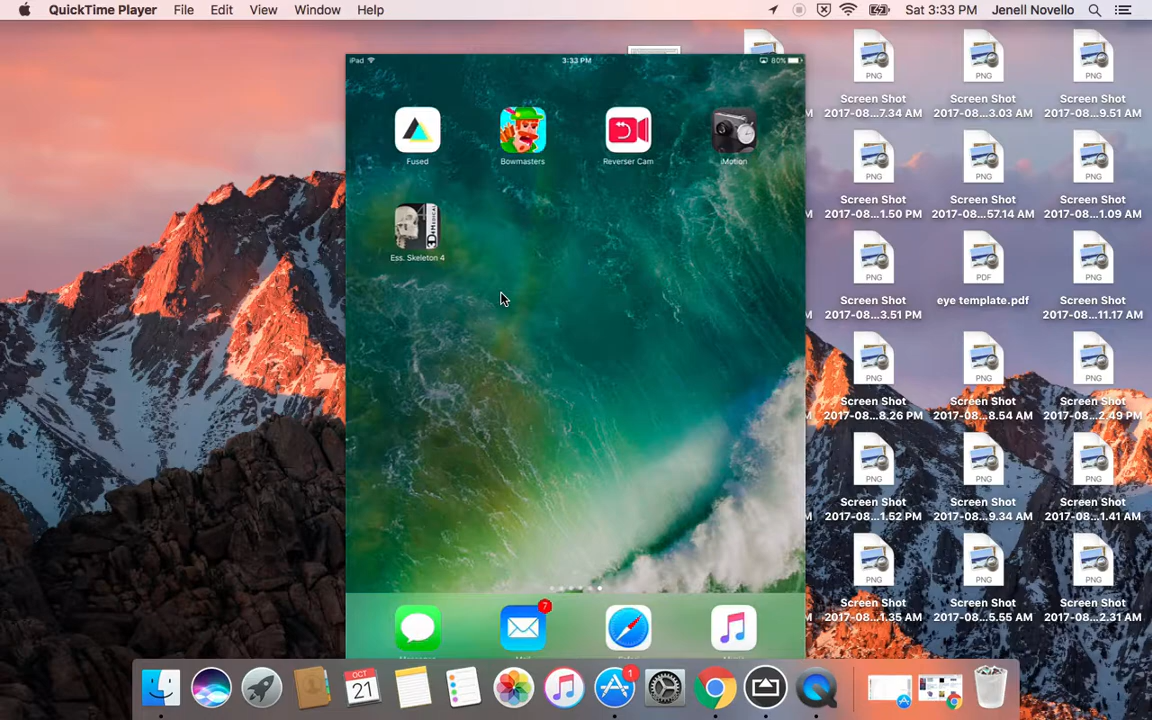 QuickTime Player File Edit View Window Help Sat 3:33 PM Jenell Novello
iPad 3:33 PM 80%
Fused Bowmasters Reverser Cam iMotion
Ess. Skeleton 4
DeMedical
7
Screen Shot Screen Shot Screen Shot
2017-08...7.34 AM 2017-08...3.03 AM 2017-08...9.51 AM
Screen Shot Screen Shot Screen Shot
2017-08...1.50 PM 2017-08...57.14 AM 2017-08...1.09 AM
Screen Shot eye template.pdf Screen Shot
2017-08...3.51 PM 2017-08...11.17 AM
Screen Shot Screen Shot Screen Shot
2017-08...8.26 PM 2017-08...8.54 AM 2017-08...2.49 PM
Screen Shot Screen Shot Screen Shot
2017-08...1.52 PM 2017-08...9.34 AM 2017-08...1.41 AM
Screen Shot Screen Shot Screen Shot
2017-08...1.35 AM 2017-08...5.55 AM 2017-08...2.31 AM
PNG PNG PNG
PNG PNG PNG
PNG PDF PNG
PNG PNG PNG
PNG PNG PNG
PNG PNG PNG
OCT
21
1